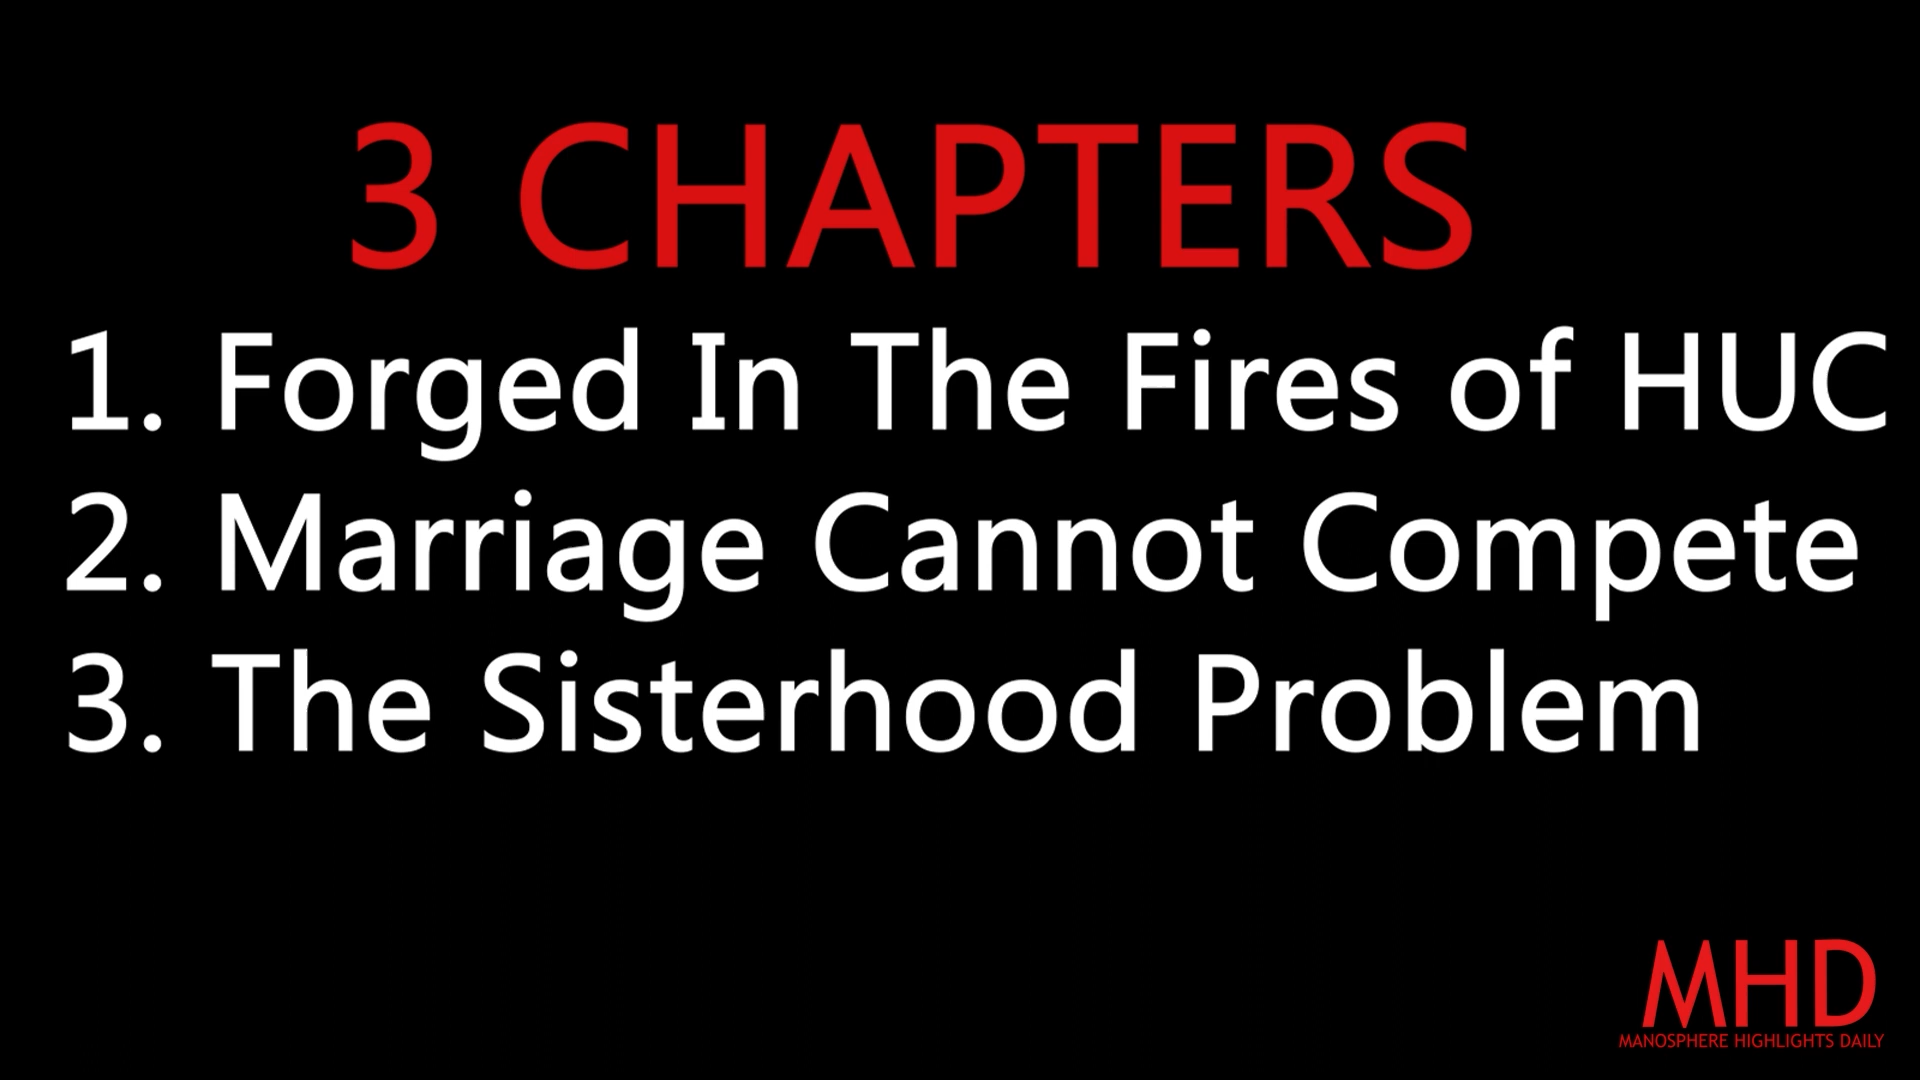 3 CHAPTERS
1. Forged In The Fires of HUC
2. Marriage Cannot Compete
3. The Sisterhood Problem
MHD
MANOSPHERE HIGHLIGHTS DAILY